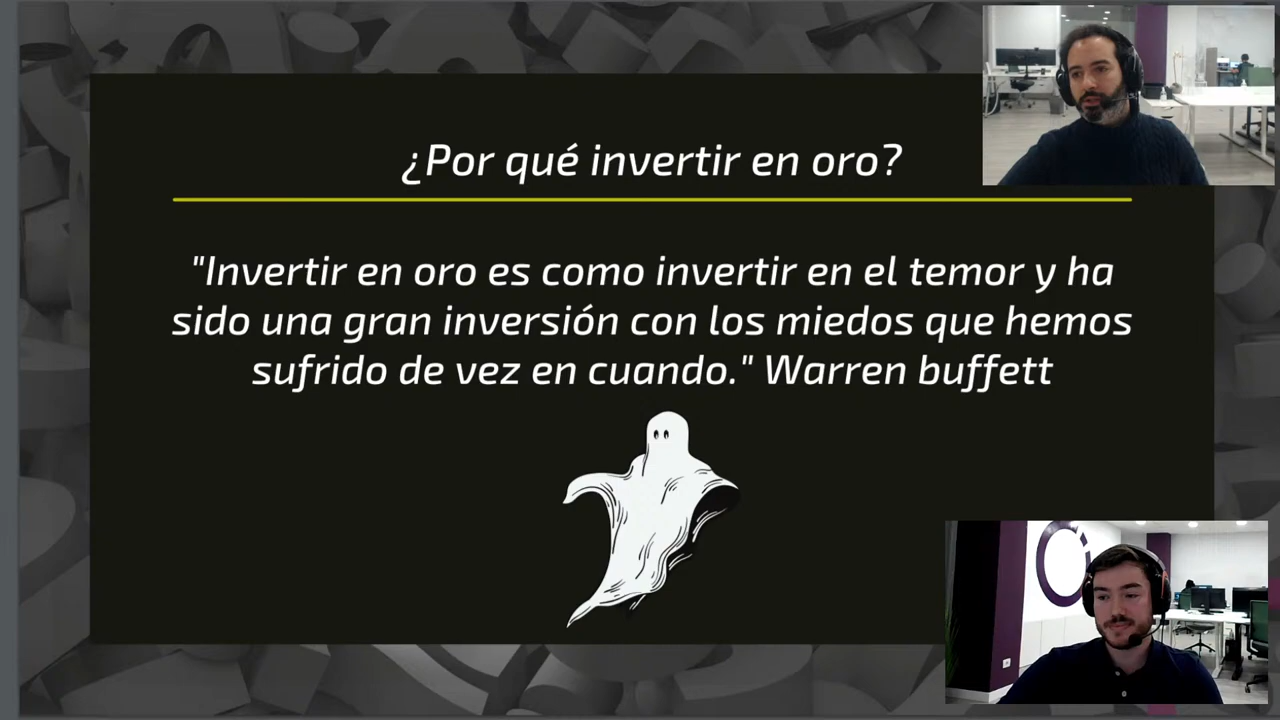 ¿Por qué invertir en oro?
"Invertir en oro es como invertir en el temor y ha
sido una gran inversión con los miedos que hemos
sufrido de vez en cuando." Warren buffett